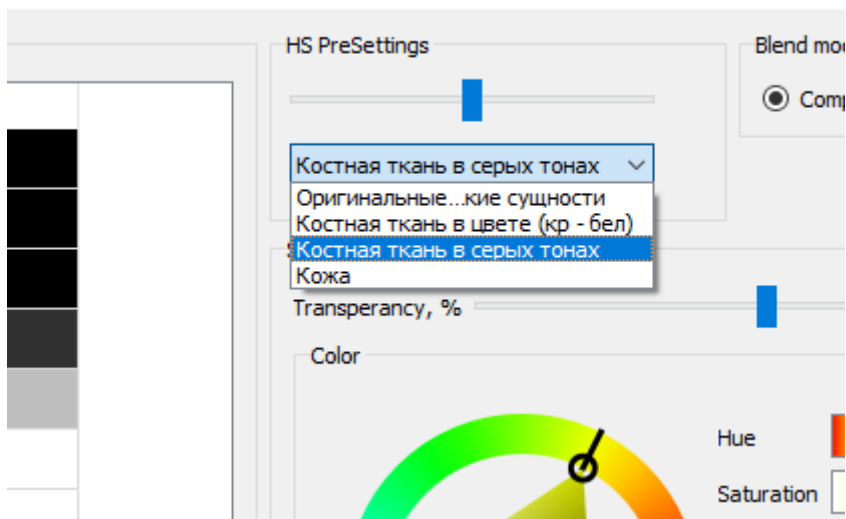 HS PreSettings
Blend mo
Comp
Костная ткань в серых тонах
Оригинальные...кие сущности
Костная ткань в цвете (кр - бел)
Костная ткань в серых тонах
Кожа
Transperancy, %
Color
Hue
Saturation